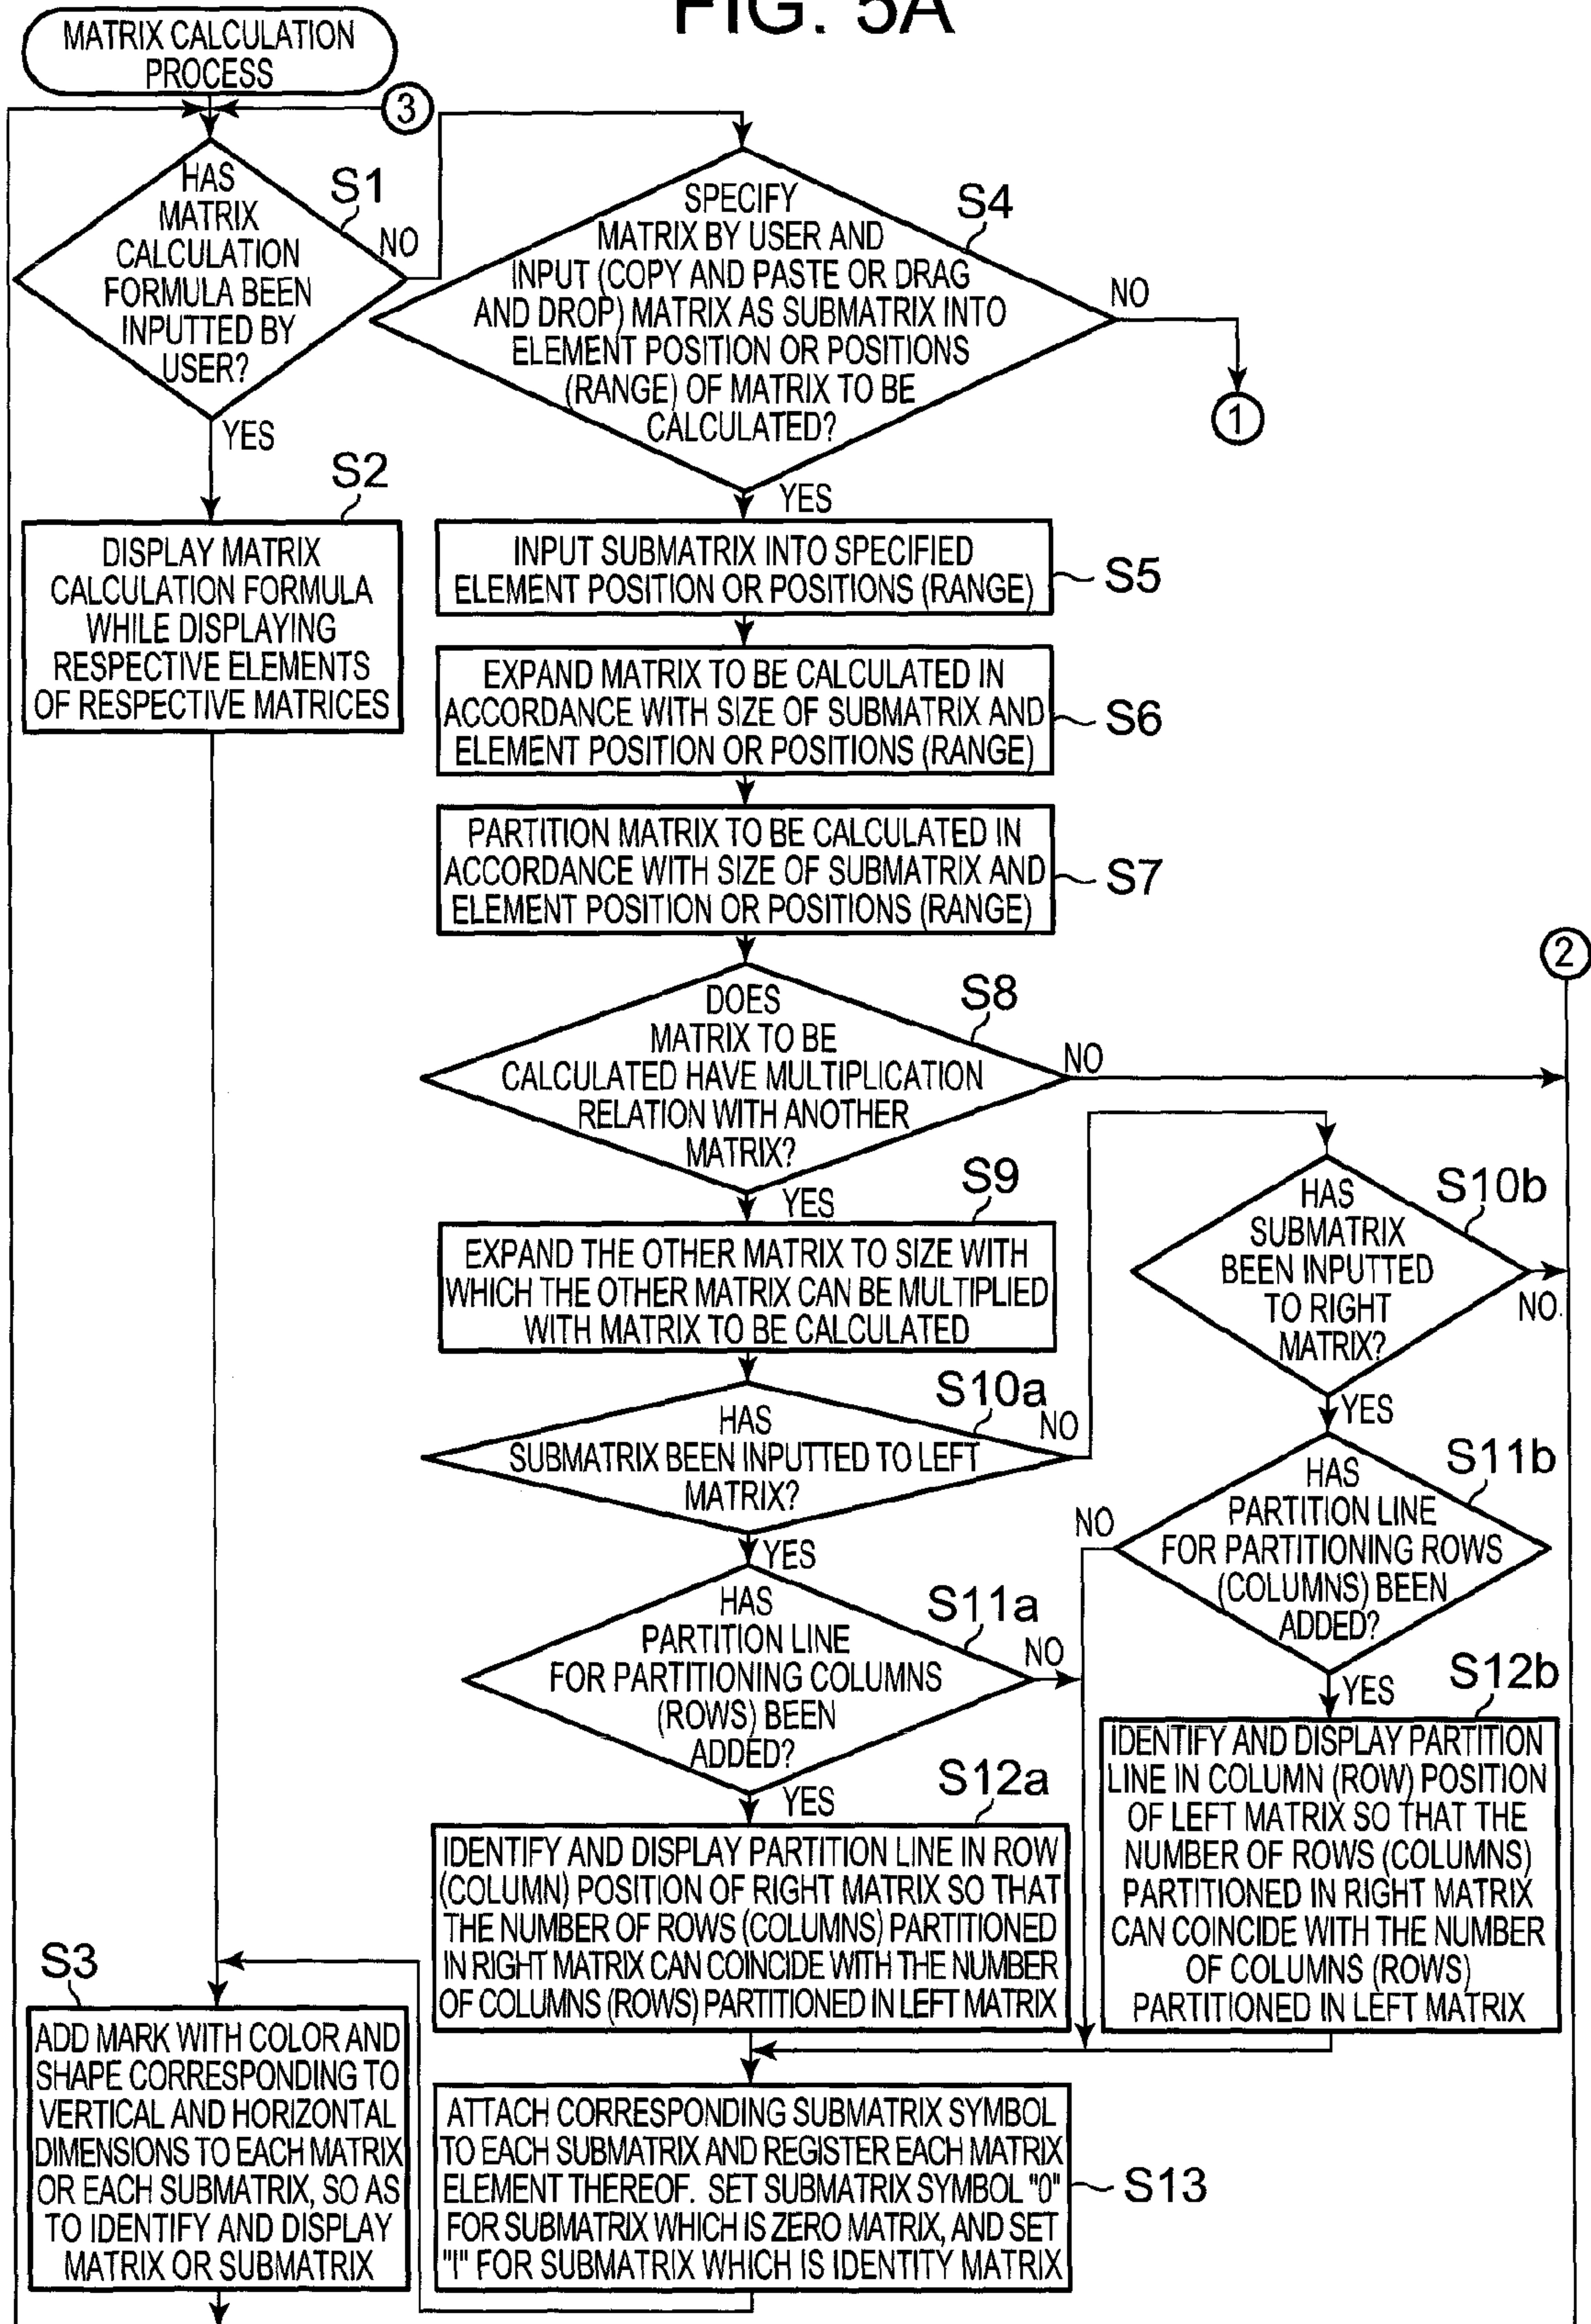 FIG. 5A
MATRIX CALCULATION
PROCESS
3
HAS
MATRIX
CALCULATION
FORMULA BEEN
INPUTTED BY
USER?
S1
NO
YES
S2
DISPLAY MATRIX
CALCULATION FORMULA
WHILE DISPLAYING
RESPECTIVE ELEMENTS
OF RESPECTIVE MATRICES
SPECIFY
MATRIX BY USER AND
INPUT (COPY AND PASTE OR DRAG
AND DROP) MATRIX AS SUBMATRIX INTO
ELEMENT POSITION OR POSITIONS
(RANGE) OF MATRIX TO BE
CALCULATED?
S4
NO
1
YES
INPUT SUBMATRIX INTO SPECIFIED
ELEMENT POSITION OR POSITIONS (RANGE)
S5
EXPAND MATRIX TO BE CALCULATED IN
ACCORDANCE WITH SIZE OF SUBMATRIX AND
ELEMENT POSITION OR POSITIONS (RANGE)
S6
PARTITION MATRIX TO BE CALCULATED IN
ACCORDANCE WITH SIZE OF SUBMATRIX AND
ELEMENT POSITION OR POSITIONS (RANGE)
S7
2
DOES
MATRIX TO BE
CALCULATED HAVE MULTIPLICATION
RELATION WITH ANOTHER
MATRIX?
S8
NO
YES
S9
EXPAND THE OTHER MATRIX TO SIZE WITH
WHICH THE OTHER MATRIX CAN BE MULTIPLIED
WITH MATRIX TO BE CALCULATED
HAS
SUBMATRIX BEEN INPUTTED TO LEFT
MATRIX?
S10a
NO
YES
HAS
SUBMATRIX
BEEN INPUTTED
TO RIGHT
MATRIX?
S10b
NO
YES
HAS
PARTITION LINE
FOR PARTITIONING COLUMNS
(ROWS) BEEN
ADDED?
S11a
NO
YES
HAS
PARTITION LINE
FOR PARTITIONING ROWS
(COLUMNS) BEEN
ADDED?
S11b
NO
YES
S12a
IDENTIFY AND DISPLAY PARTITION LINE IN ROW
(COLUMN) POSITION OF RIGHT MATRIX SO THAT
THE NUMBER OF ROWS (COLUMNS) PARTITIONED
IN RIGHT MATRIX CAN COINCIDE WITH THE NUMBER
OF COLUMNS (ROWS) PARTITIONED IN LEFT MATRIX
S12b
IDENTIFY AND DISPLAY PARTITION
LINE IN COLUMN (ROW) POSITION
OF LEFT MATRIX SO THAT THE
NUMBER OF ROWS (COLUMNS)
PARTITIONED IN RIGHT MATRIX
CAN COINCIDE WITH THE NUMBER
OF COLUMNS (ROWS)
PARTITIONED IN LEFT MATRIX
S3
ADD MARK WITH COLOR AND
SHAPE CORRESPONDING TO
VERTICAL AND HORIZONTAL
DIMENSIONS TO EACH MATRIX
OR EACH SUBMATRIX, SO AS
TO IDENTIFY AND DISPLAY
MATRIX OR SUBMATRIX
ATTACH CORRESPONDING SUBMATRIX SYMBOL
TO EACH SUBMATRIX AND REGISTER EACH MATRIX
ELEMENT THEREOF. SET SUBMATRIX SYMBOL "0"
FOR SUBMATRIX WHICH IS ZERO MATRIX, AND SET
"I" FOR SUBMATRIX WHICH IS IDENTITY MATRIX
S13